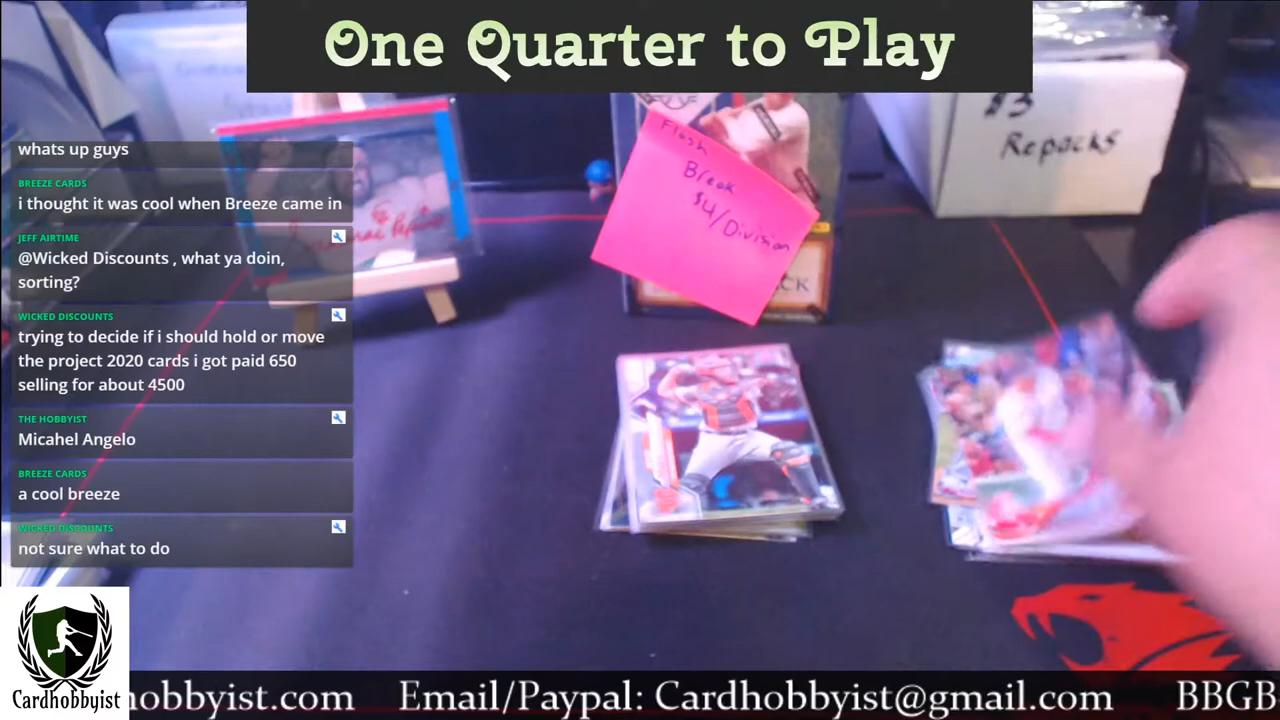 One Quarter to Play
#3
Repacks
Flash
Break
$4/Division
CK
whats up guys
BREEZE CARDS
i thought it was cool when Breeze came in
JEFF AIRTIME
@Wicked Discounts , what ya doin,
sorting?
WICKED DISCOUNTS
trying to decide if i should hold or move
the project 2020 cards i got paid 650
selling for about 4500
THE HOBBYIST
Micahel Angelo
BREEZE CARDS
a cool breeze
WICKED DISCOUNTS
not sure what to do
Cardhobbyist
hobbyist.com Email/Paypal: Cardhobbyist@gmail.com BBGB